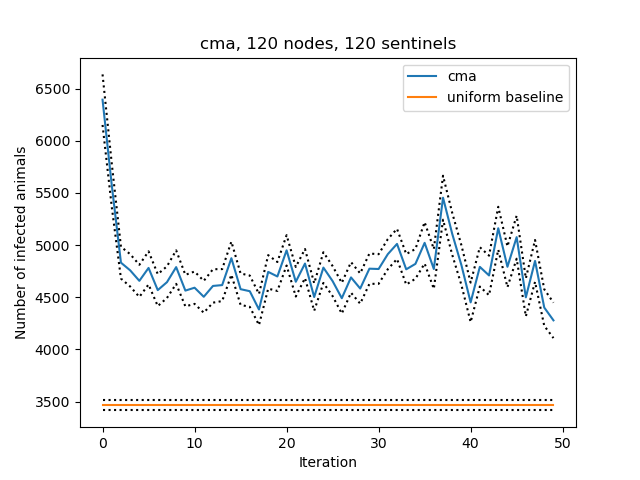 cma, 120 nodes, 120 sentinels
cma
uniform baseline
Number of infected animals
6500
6000
5500
5000
4500
4000
3500
0 10 20 30 40 50
Iteration